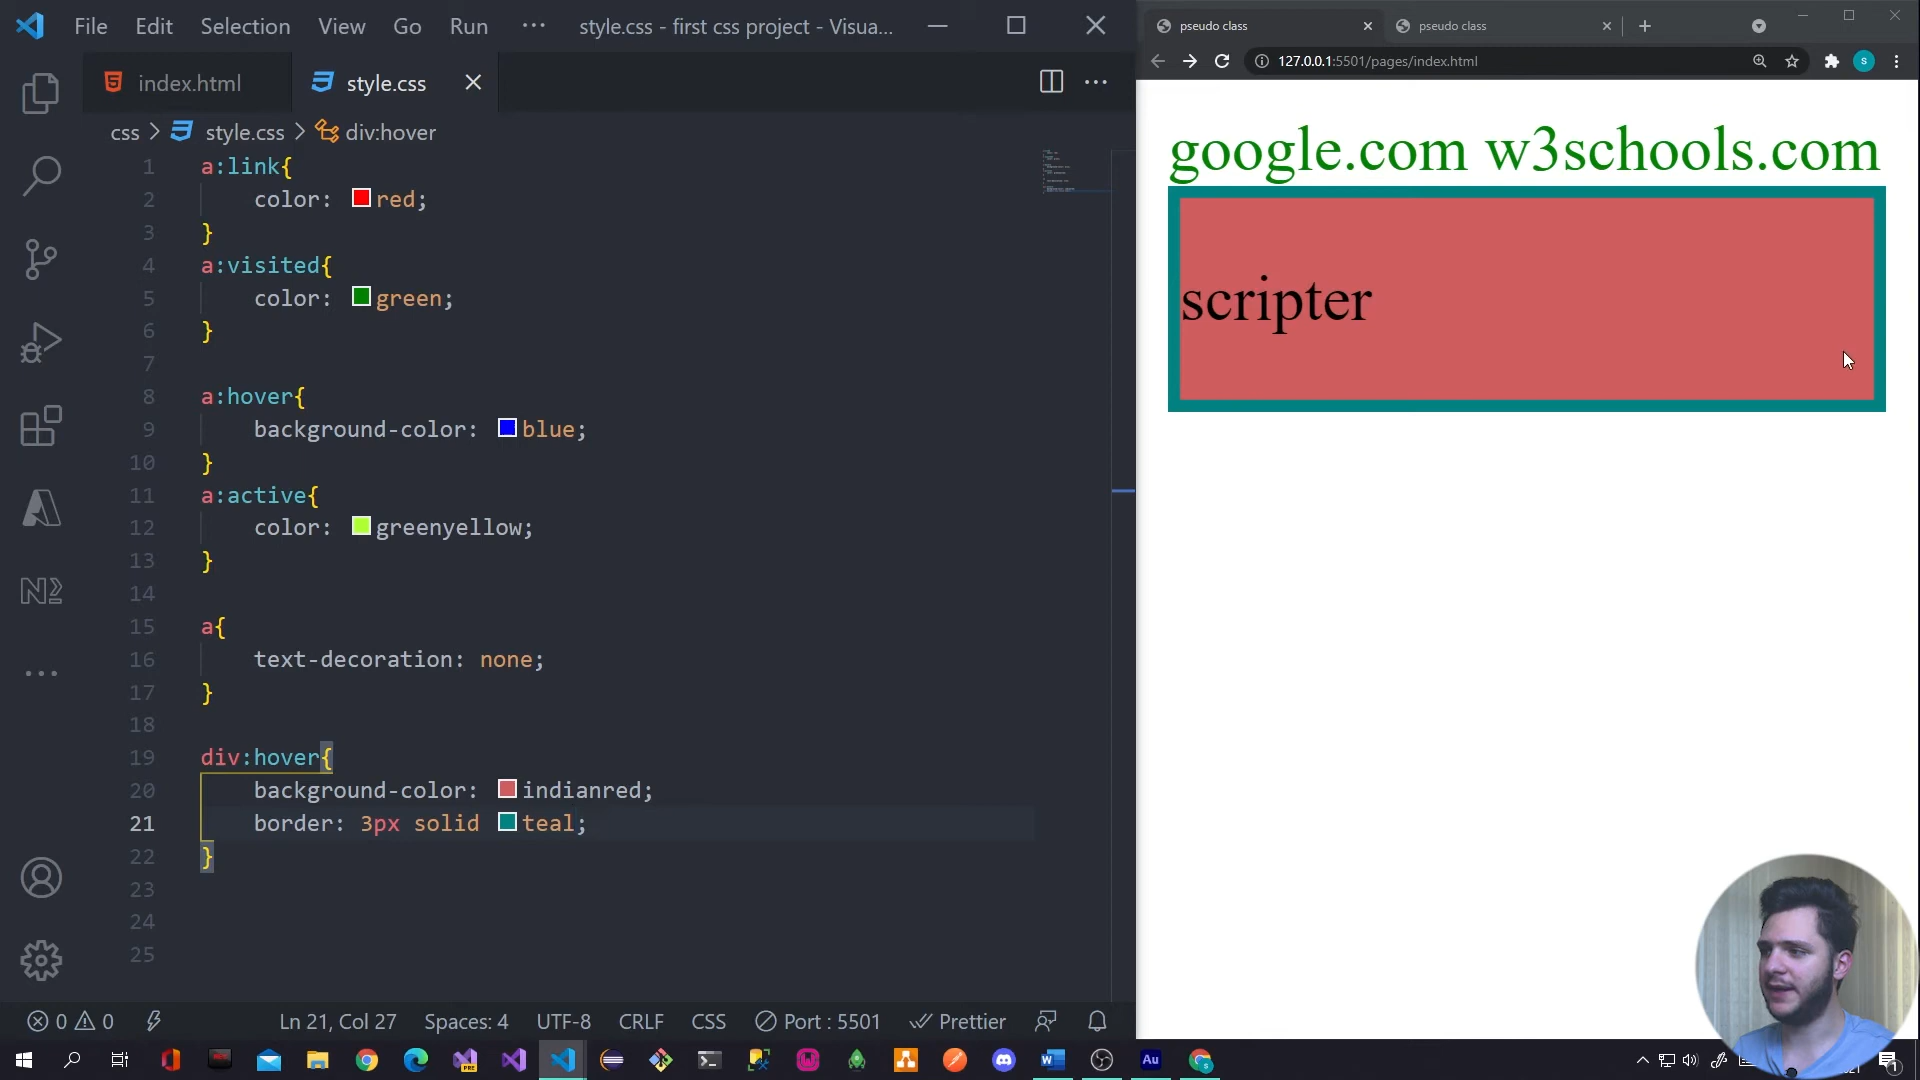 File Edit Selection View Go Run ··· style.css - first css project - Visua...
index.html style.css
css > style.css > div:hover
1 a:link{
2 color: red;
3 }
4 a:visited{
5 color: green;
6 }
7
8 a:hover{
9 background-color: blue;
10 }
11 a:active{
12 color: greenyellow;
13 }
14
15 a{
16 text-decoration: none;
17 }
18
19 div:hover{
20 background-color: indianred;
21 border: 3px solid teal;
22 }
23
24
25
0 0 Ln 21, Col 27 Spaces: 4 UTF-8 CRLF CSS Port : 5501 Prettier
pseudo class pseudo class
127.0.0.1:5501/pages/index.html S
google.com w3schools.com
scripter
PRE W Au 1